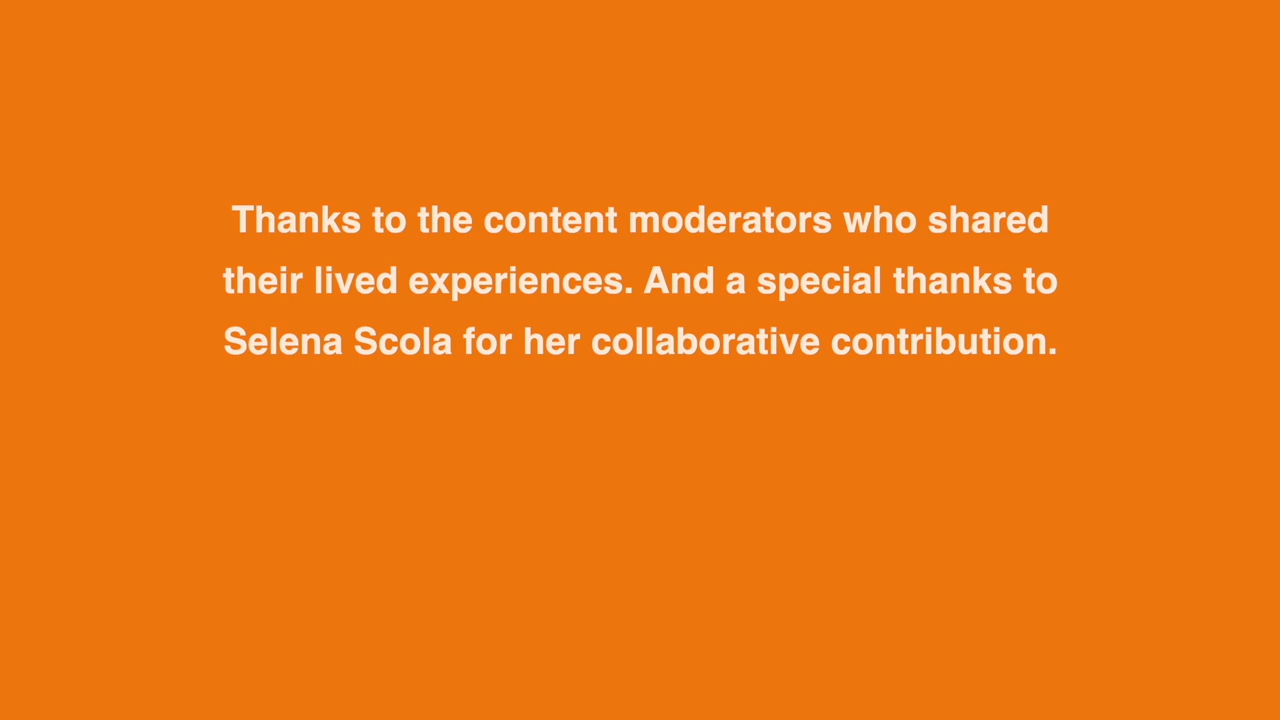 Thanks to the content moderators who shared
their lived experiences. And a special thanks to
Selena Scola for her collaborative contribution.